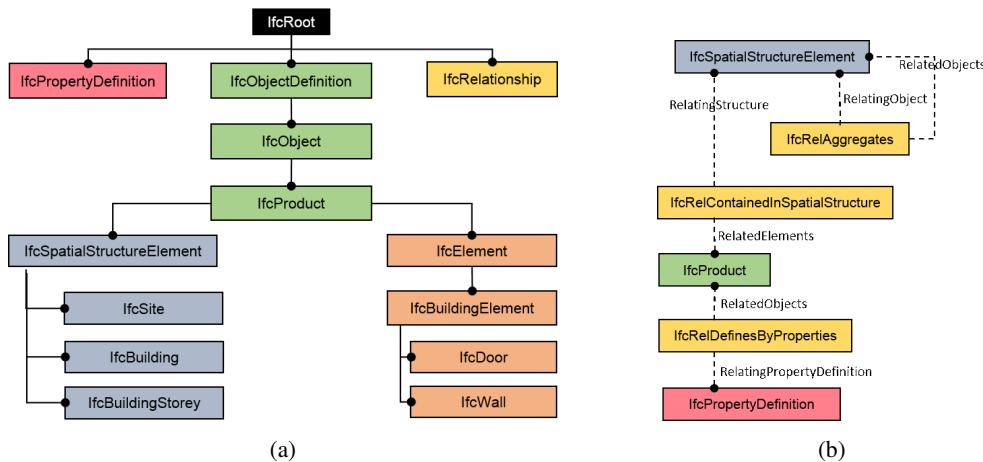 IfcRoot
IfcPropertyDefinition
IfcObjectDefinition
IfcRelationship
IfcObject
IfcProduct
IfcSpatialStructureElement
IfcElement
IfcSite
IfcBuildingElement
IfcBuilding
IfcDoor
IfcBuildingStorey
IfcWall
(a)
IfcSpatialStructureElement
RelatedObjects
RelatingStructure
RelatingObject
IfcRelAggregates
IfcRelContainedInSpatialStructure
RelatedElements
IfcProduct
RelatedObjects
IfcRelDefinesByProperties
RelatingPropertyDefinition
IfcPropertyDefinition
(b)